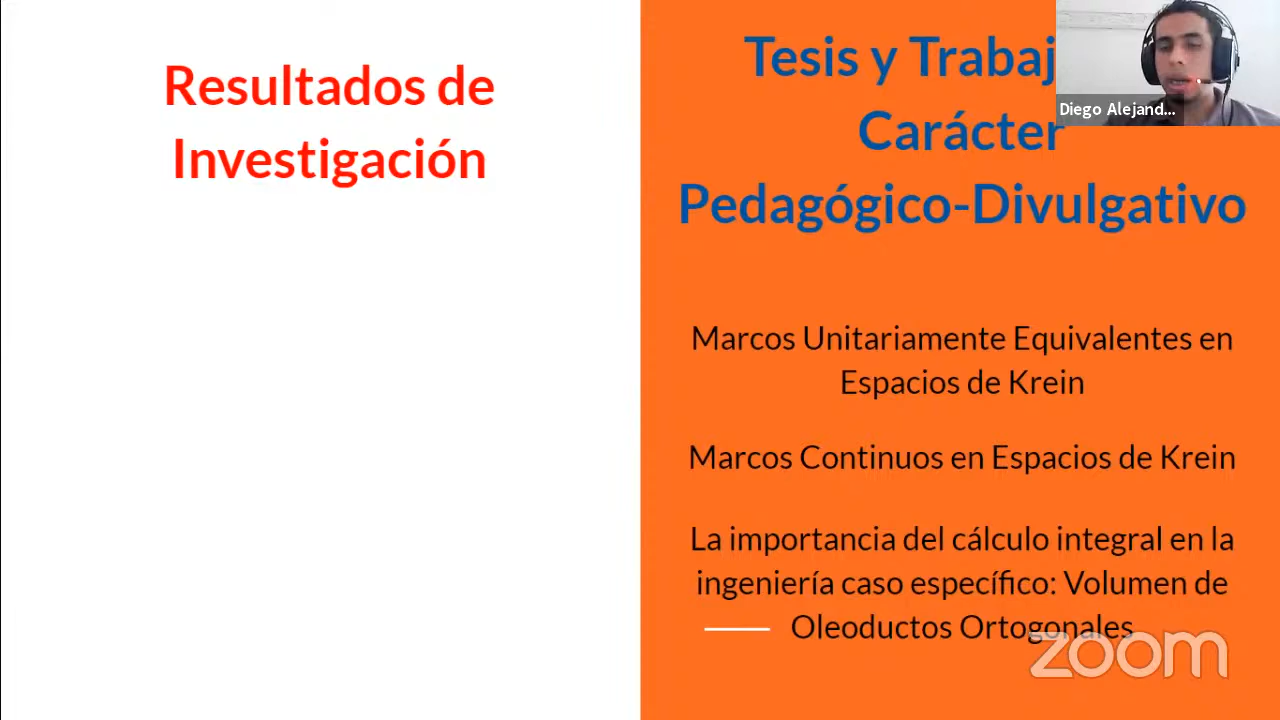 Resultados de
Investigación
Tesis y Trabaj
Carácter
Pedagógico-Divulgativo
Diego Alejand...
Marcos Unitariamente Equivalentes en
Espacios de Krein
Marcos Continuos en Espacios de Krein
La importancia del cálculo integral en la
ingeniería caso específico: Volumen de
Oleoductos Ortogonales
zoom